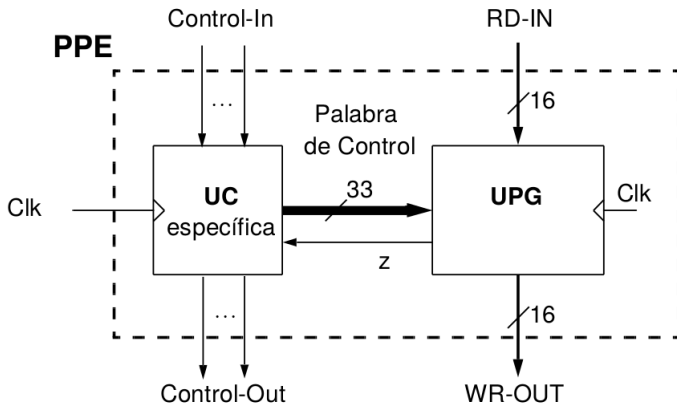 Control-In
RD-IN
PPE
...
16
Palabra
de Control
33
Clk
UC
específica
UPG
Clk
z
...
16
Control-Out
WR-OUT